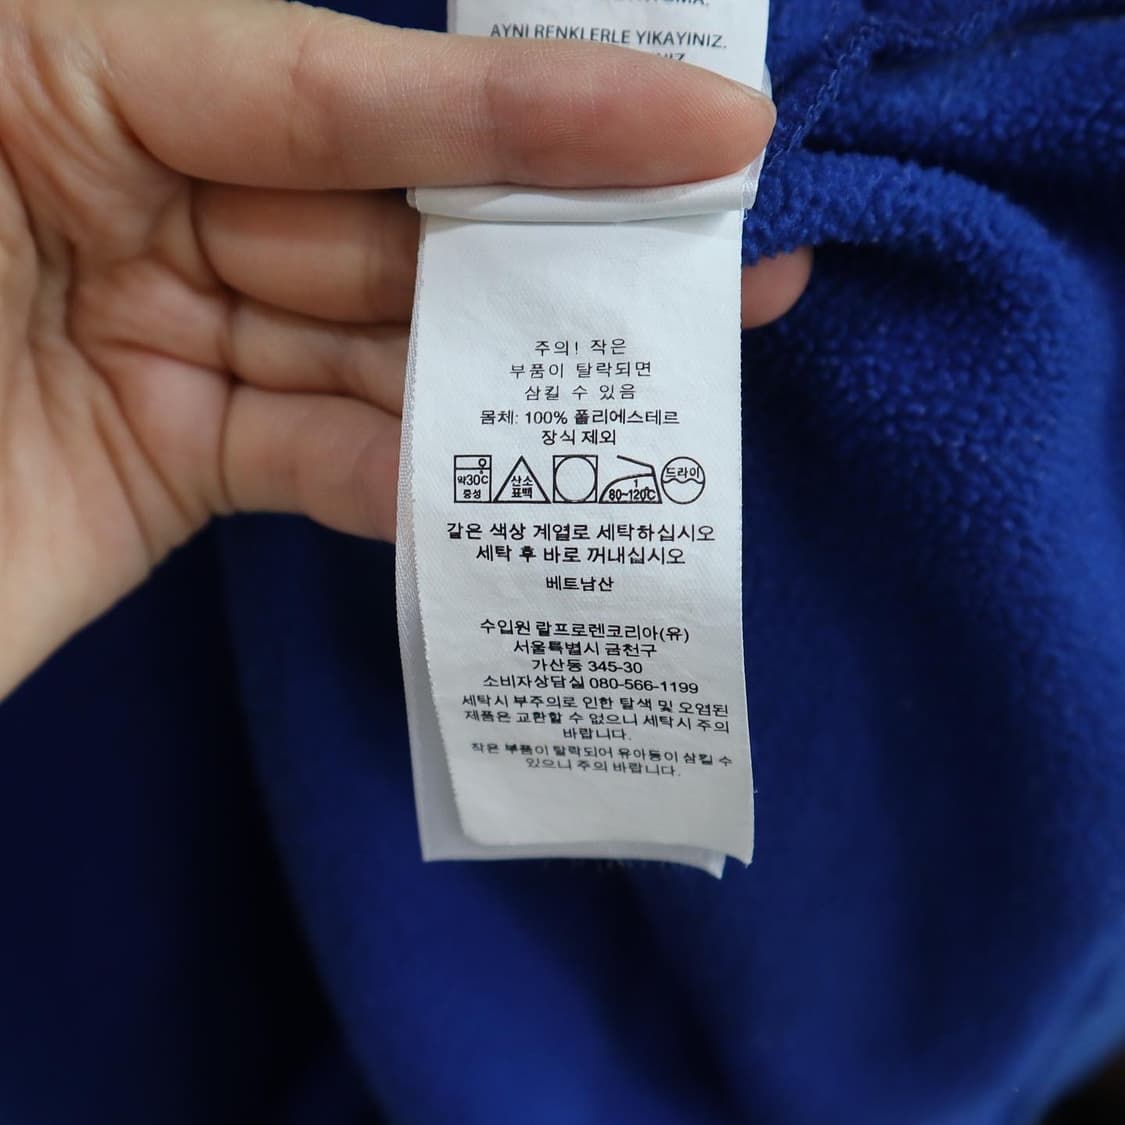 AYNI RENKLERLE YIKAYINIZ.
주의! 작은
부품이 탈락되면
삼킬 수 있음
몸체: 100% 폴리에스테르
장식 제외
약30℃ 중성 산소 표백 1 80~120℃ 드라이
같은 색상 계열로 세탁하십시오
세탁 후 바로 꺼내십시오
베트남산
수입원 랄프로렌코리아(유)
서울특별시 금천구
가산동 345-30
소비자상담실 080-566-1199
세탁시 부주의로 인한 탈색 및 오염된
제품은 교환할 수 없으니 세탁시 주의
바랍니다.
작은 부품이 탈락되어 유아등이 삼킬 수
있으니 주의 바랍니다.